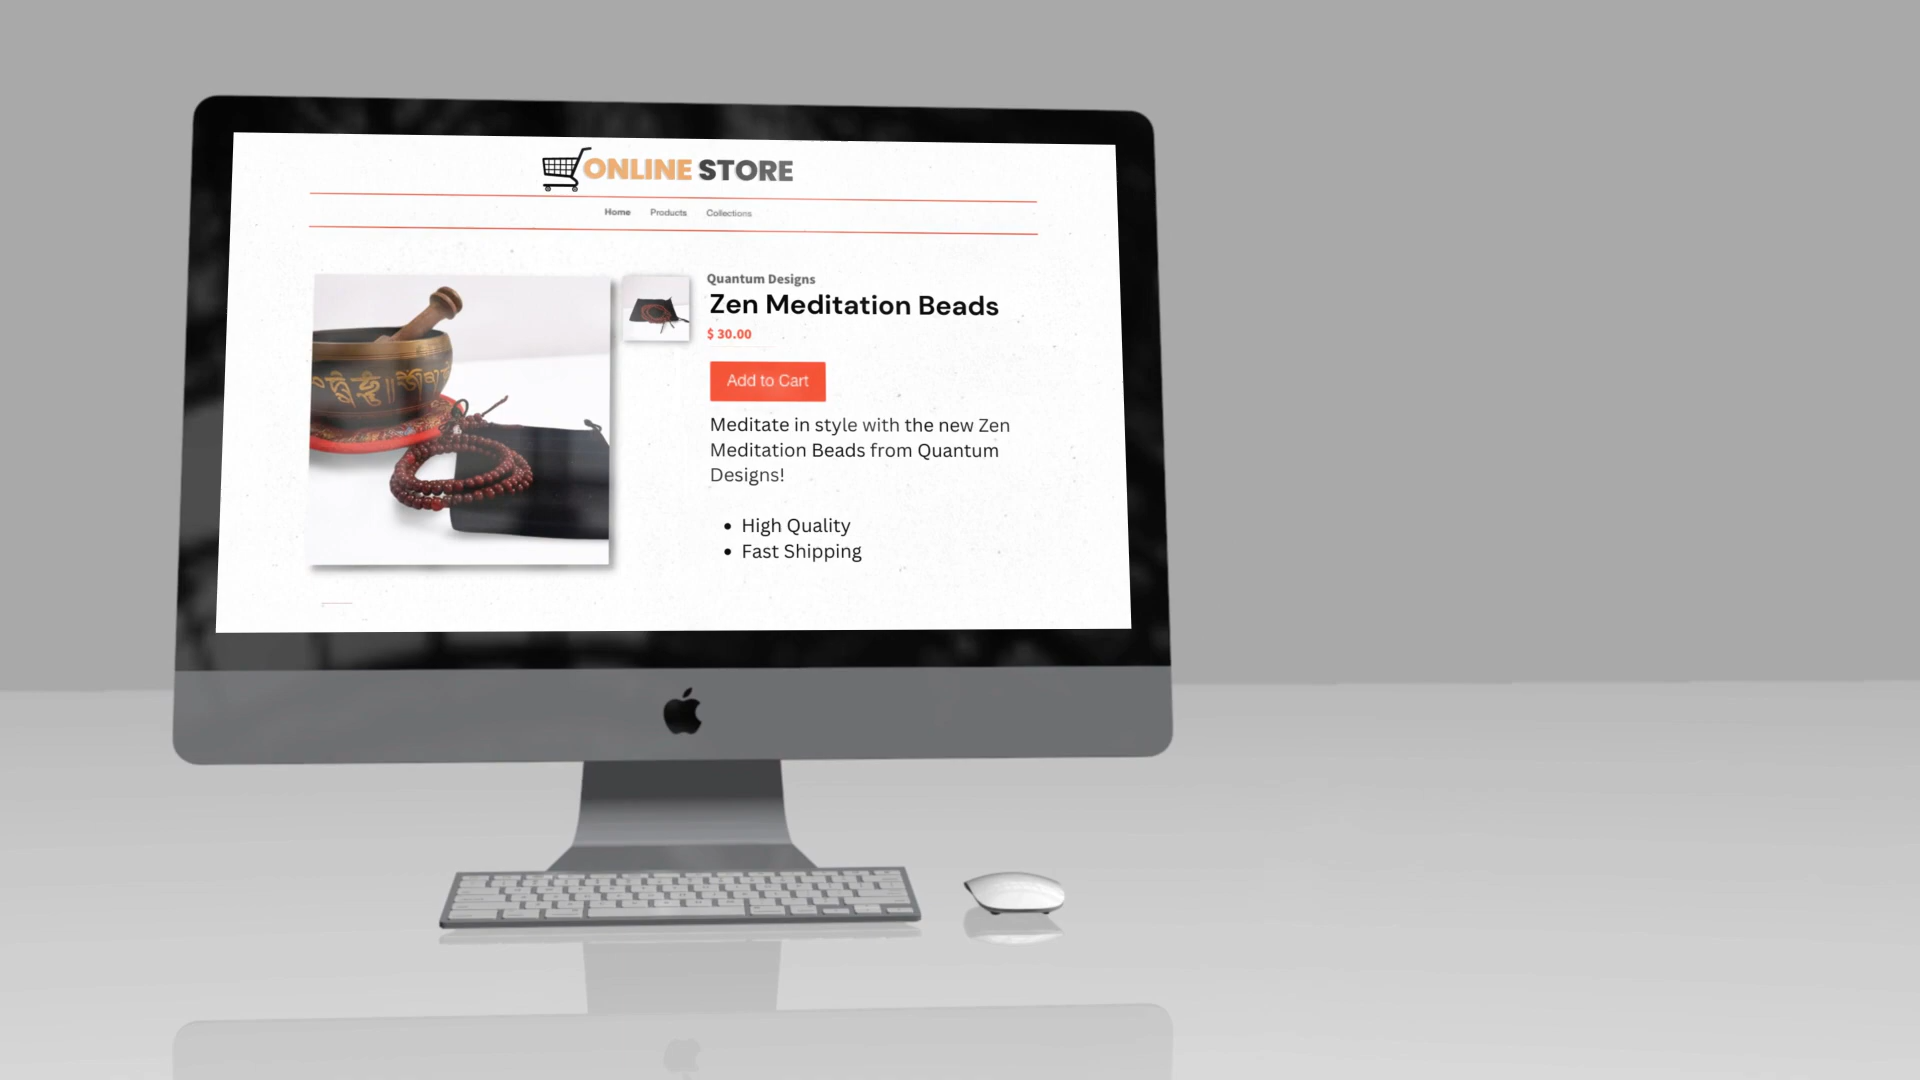 ONLINE STORE
Home Products Collections
Quantum Designs
Zen Meditation Beads
$ 30.00
Add to Cart
Meditate in style with the new Zen
Meditation Beads from Quantum
Designs!
• High Quality
• Fast Shipping